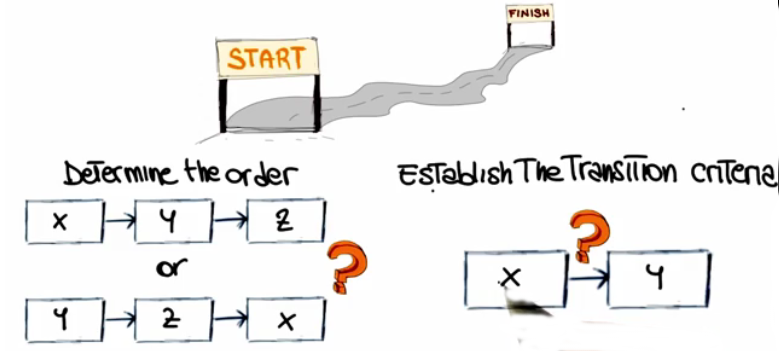 FINISH
START
Determine the order
X Y Z
or
Y Z X
?
Establish The Transition criteria
?
X Y